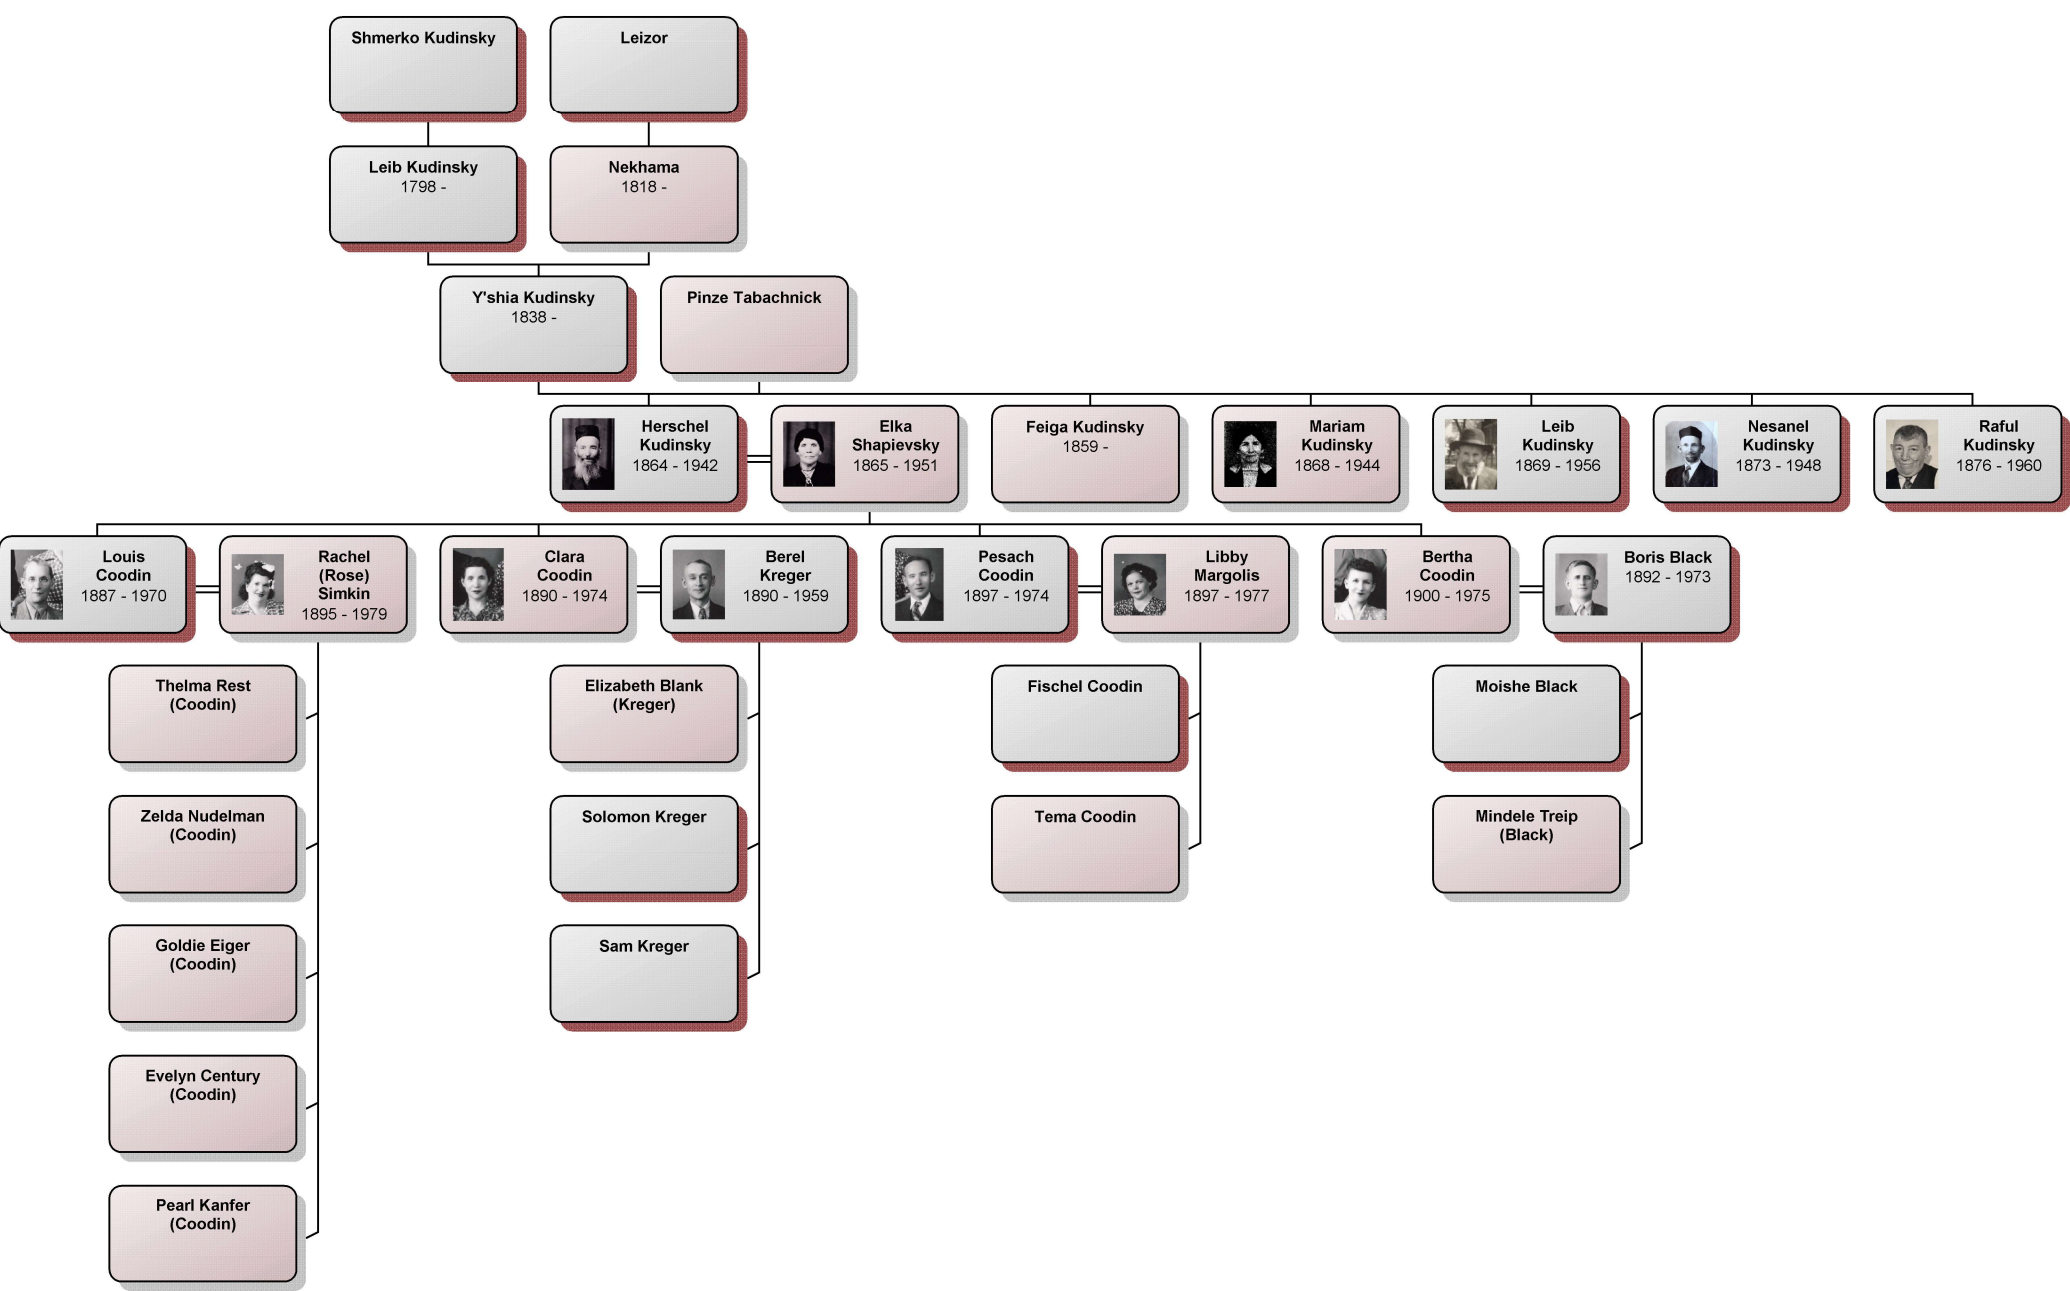 Shmerko Kudinsky
Leizor
Leib Kudinsky
1798 -
Nekhama
1818 -
Y'shia Kudinsky
1838 -
Pinze Tabachnick
Herschel
Kudinsky
1864 - 1942
Elka
Shapievsky
1865 - 1951
Feiga Kudinsky
1859 -
Mariam
Kudinsky
1868 - 1944
Leib
Kudinsky
1869 - 1956
Nesanel
Kudinsky
1873 - 1948
Raful
Kudinsky
1876 - 1960
Louis
Coodin
1887 - 1970
Rachel
(Rose)
Simkin
1895 - 1979
Clara
Coodin
1890 - 1974
Berel
Kreger
1890 - 1959
Pesach
Coodin
1897 - 1974
Libby
Margolis
1897 - 1977
Bertha
Coodin
1900 - 1975
Boris Black
1892 - 1973
Thelma Rest
(Coodin)
Elizabeth Blank
(Kreger)
Fischel Coodin
Moishe Black
Zelda Nudelman
(Coodin)
Solomon Kreger
Tema Coodin
Mindele Treip
(Black)
Goldie Eiger
(Coodin)
Sam Kreger
Evelyn Century
(Coodin)
Pearl Kanfer
(Coodin)